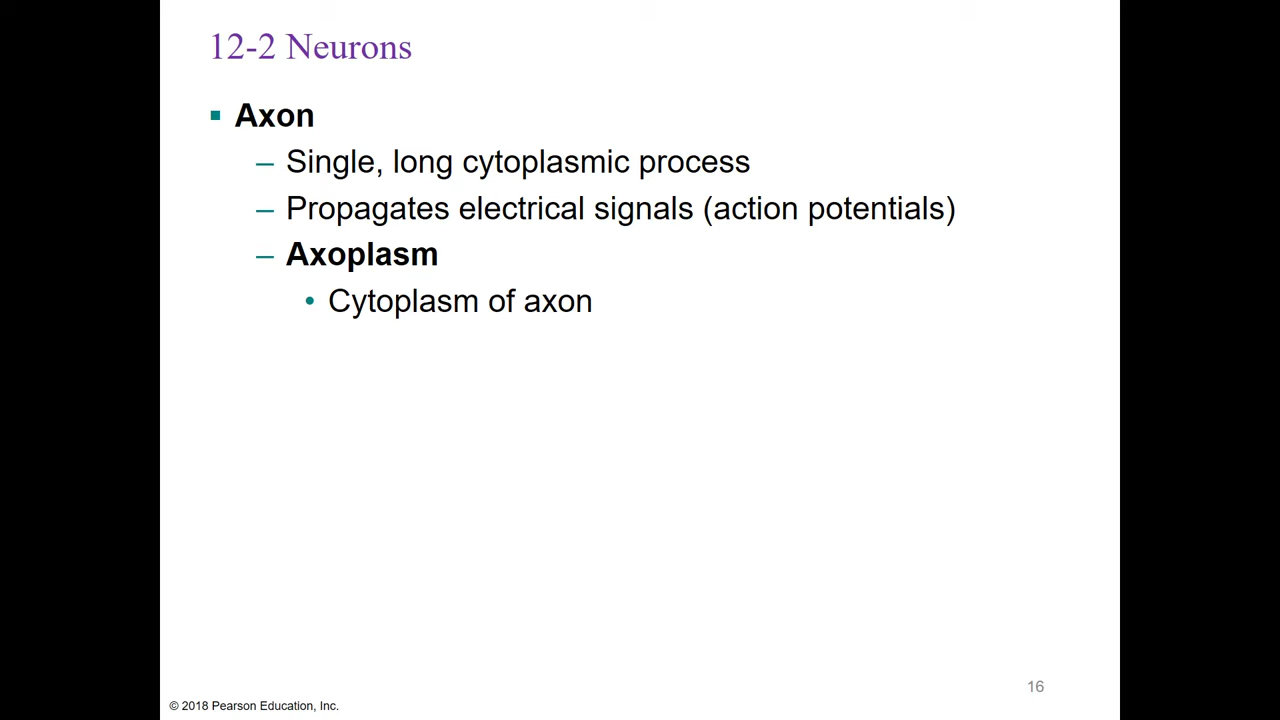 12-2 Neurons
▪ Axon
– Single, long cytoplasmic process
– Propagates electrical signals (action potentials)
– Axoplasm
• Cytoplasm of axon
16
© 2018 Pearson Education, Inc.